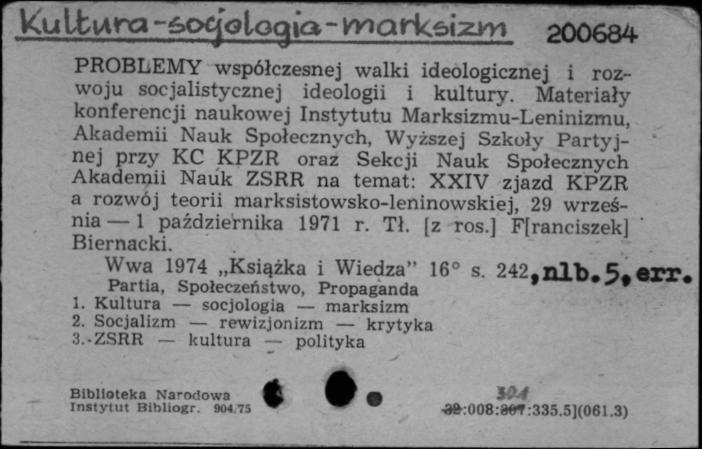 Kultura-socjologia-marksizm 200684
PROBLEMY współczesnej walki ideologicznej i roz-
woju socjalistycznej ideologii i kultury. Materiały
konferencji naukowej Instytutu Marksizmu-Leninizmu,
Akademii Nauk Społecznych, Wyższej Szkoły Partyj-
nej przy KC KPZR oraz Sekcji Nauk Społecznych
Akademii Nauk ZSRR na temat: XXIV zjazd KPZR
a rozwój teorii marksistowsko-leninowskiej, 29 wrześ-
nia — 1 października 1971 r. Tł. [z ros.] F[ranciszek]
Biernacki.
Wwa 1974 „Książka i Wiedza” 16° s. 242, nlb. 5, err.
Partia, Społeczeństwo, Propaganda
1. Kultura — socjologia — marksizm
2. Socjalizm — rewizjonizm — krytyka
3. ZSRR — kultura — polityka
Biblioteka Narodowa 304
Instytut Bibliogr. 904.75 32:008:307:335.5](061.3)